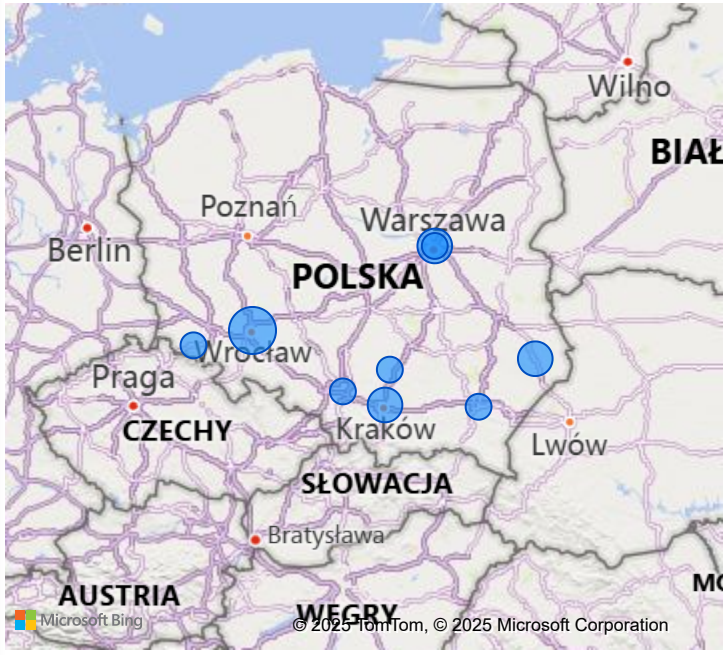 Wilno
BIAŁ
Poznań
Warszawa
Berlin
POLSKA
Wrocław
Praga
Kraków
CZECHY
Lwów
SŁOWACJA
Bratysława
AUSTRIA
MO
WĘGRY
Microsoft Bing
© 2025 TomTom, © 2025 Microsoft Corporation